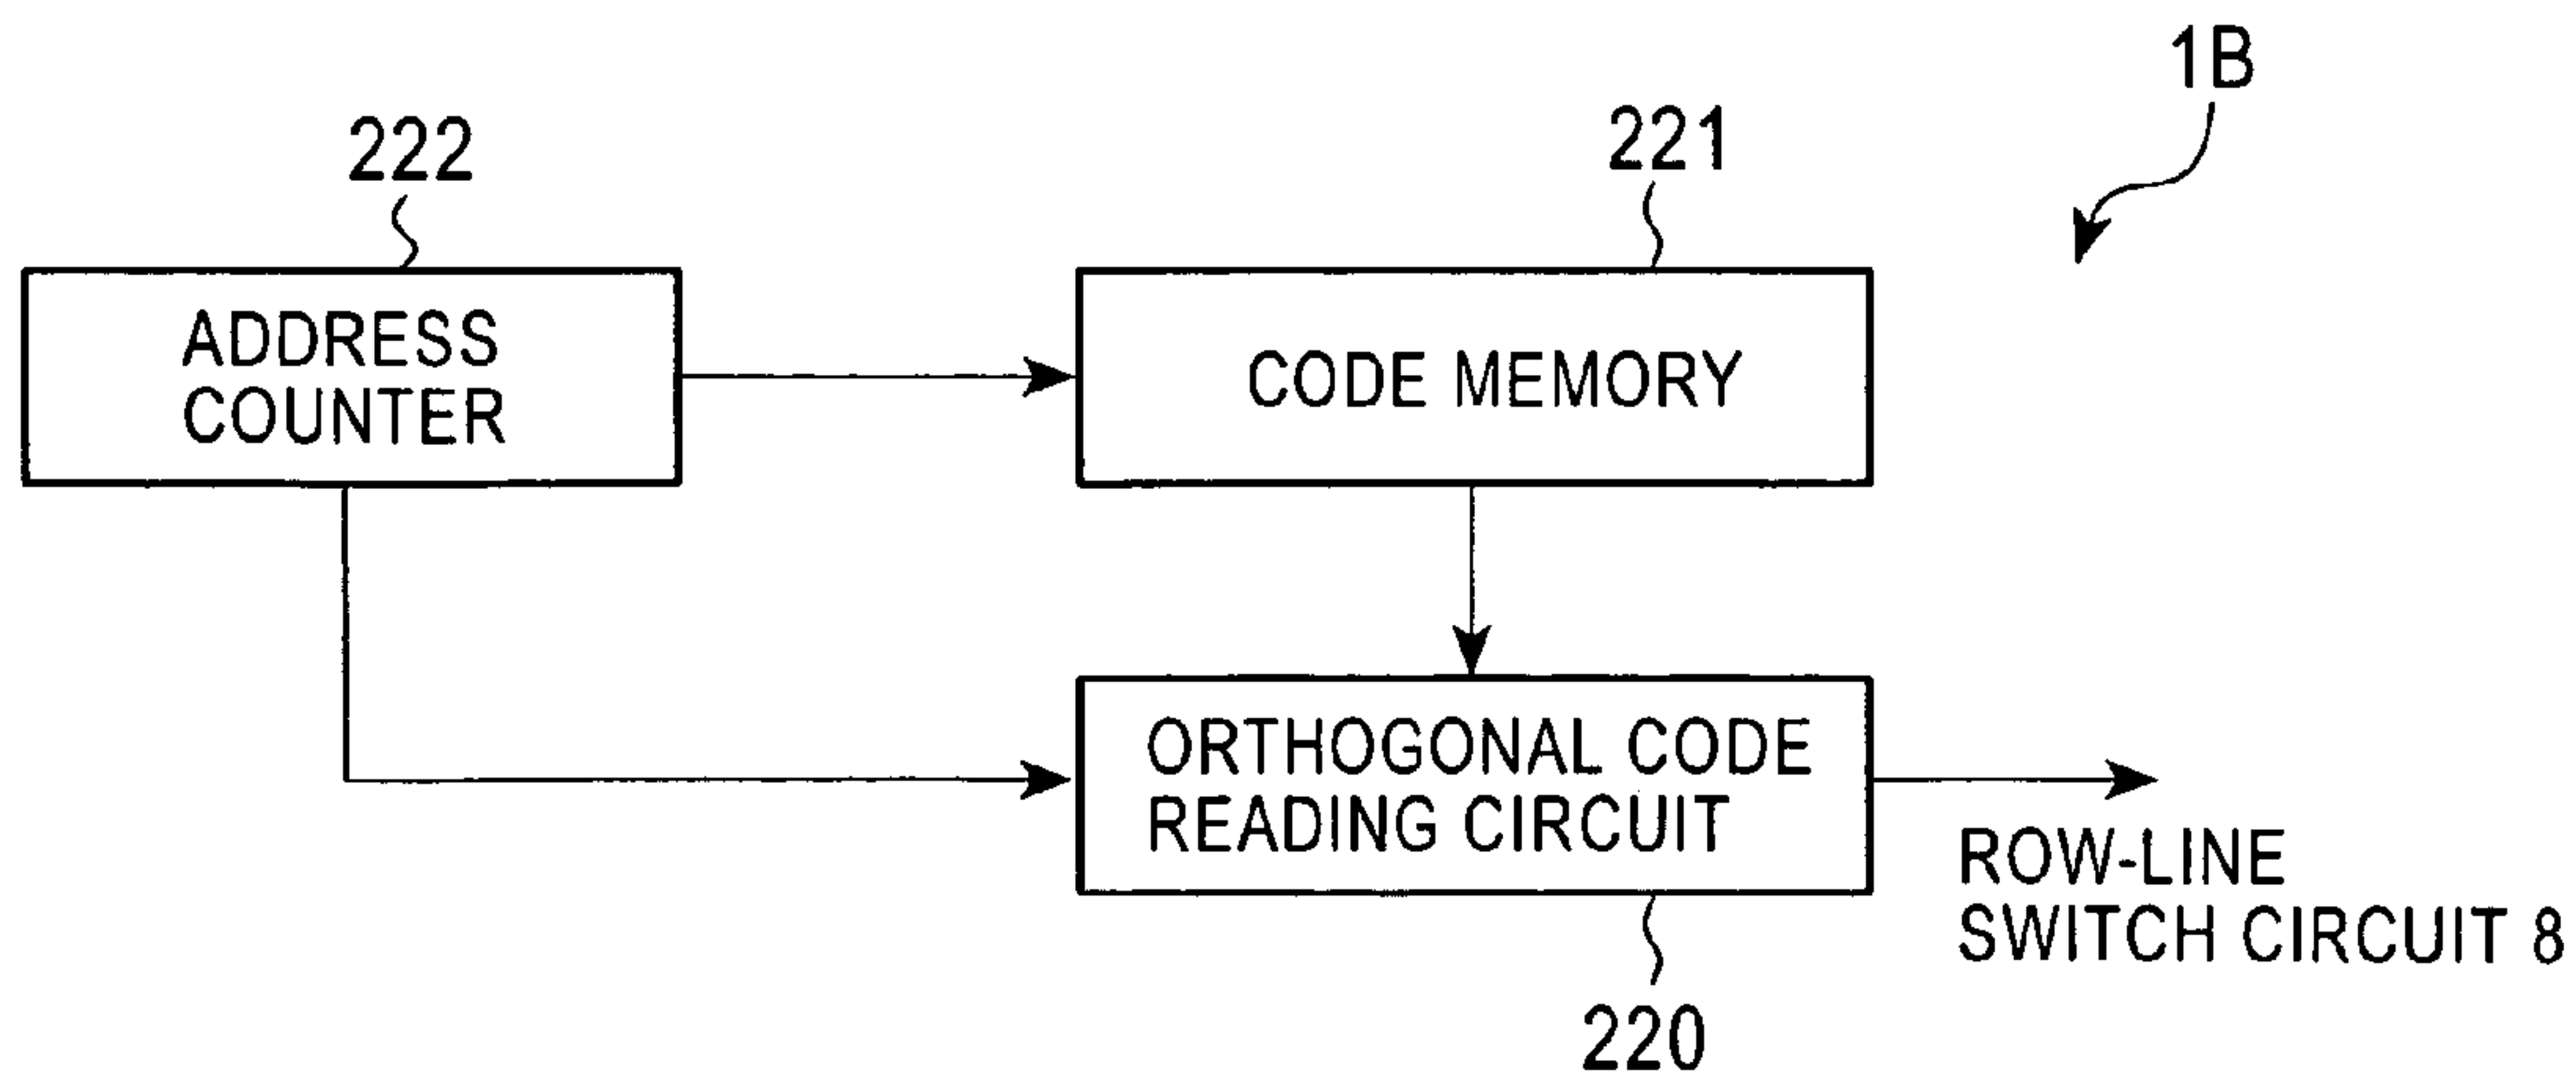 1B
222
221
ADDRESS
COUNTER
CODE MEMORY
ORTHOGONAL CODE
READING CIRCUIT
ROW-LINE
SWITCH CIRCUIT 8
220